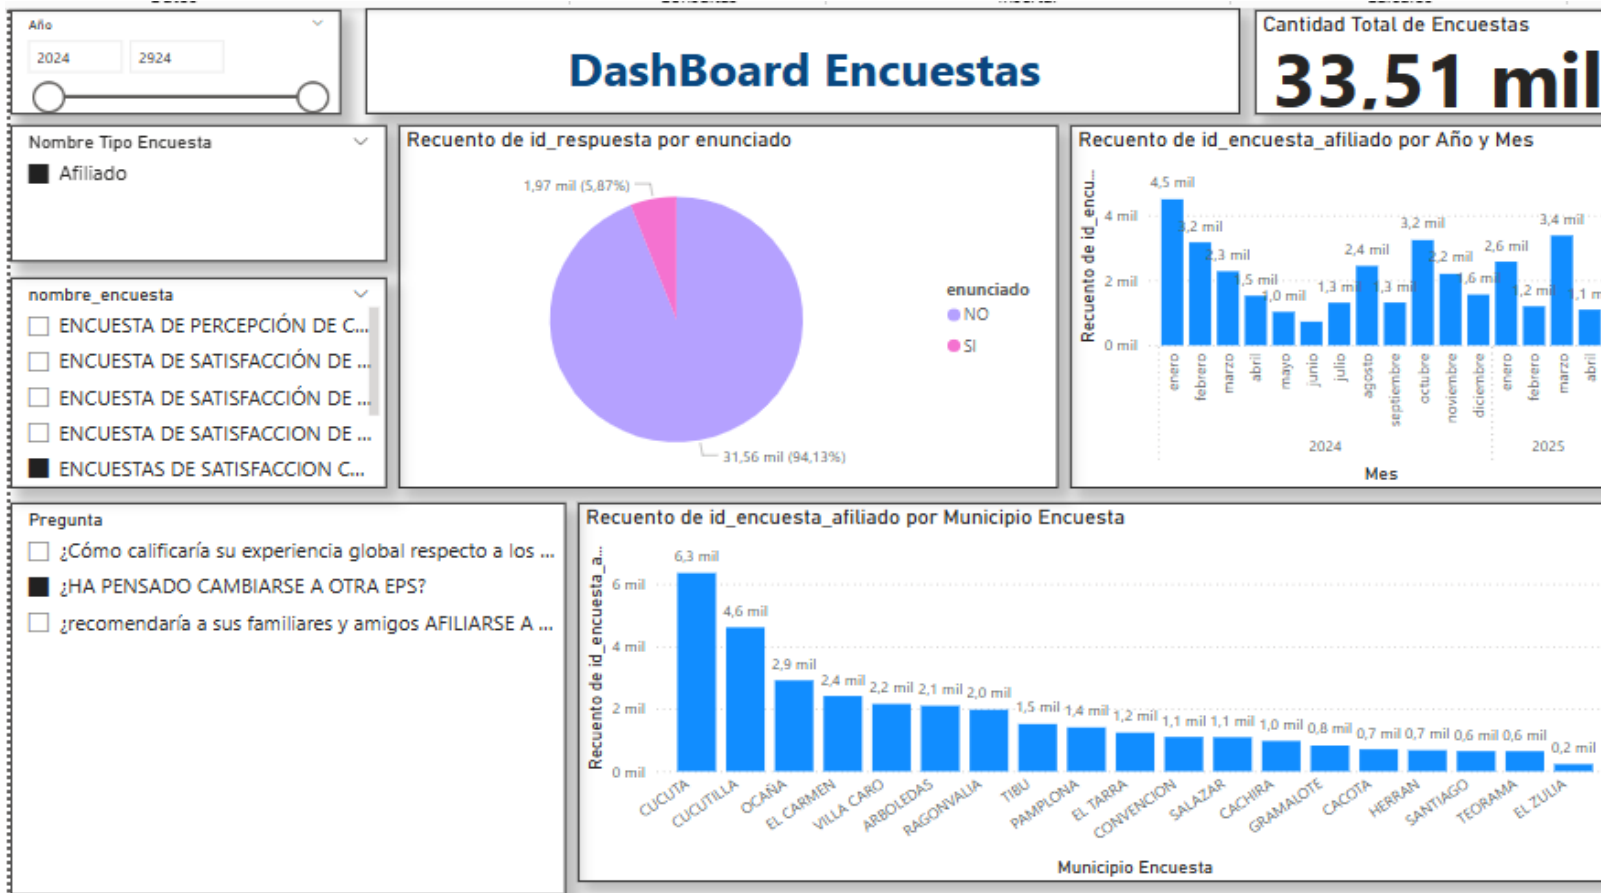 Año
2024
2924
DashBoard Encuestas
Cantidad Total de Encuestas
33,51 mil
Nombre Tipo Encuesta
Afiliado
nombre_encuesta
ENCUESTA DE PERCEPCIÓN DE C...
ENCUESTA DE SATISFACCIÓN DE ...
ENCUESTA DE SATISFACCIÓN DE ...
ENCUESTA DE SATISFACCION DE ...
ENCUESTAS DE SATISFACCION C...
Recuento de id_respuesta por enunciado
1,97 mil (5,87%)
31,56 mil (94,13%)
enunciado
NO
SI
Recuento de id_encuesta_afiliado por Año y Mes
Recuento de id_encu...
4 mil
2 mil
0 mil
4,5 mil
3,2 mil
2,3 mil
1,5 mil
1,0 mil
1,3 mil
2,4 mil
1,3 mil
3,2 mil
2,2 mil
1,6 mil
2,6 mil
1,2 mil
3,4 mil
1,1 m
enero
febrero
marzo
abril
mayo
junio
julio
agosto
septiembre
octubre
noviembre
diciembre
enero
febrero
marzo
abril
2024
2025
Mes
Pregunta
¿Cómo calificaría su experiencia global respecto a los ...
¿HA PENSADO CAMBIARSE A OTRA EPS?
¿recomendaría a sus familiares y amigos AFILIARSE A ...
Recuento de id_encuesta_afiliado por Municipio Encuesta
Recuento de id_encuesta_a...
6 mil
4 mil
2 mil
0 mil
6,3 mil
4,6 mil
2,9 mil
2,4 mil
2,2 mil
2,1 mil
2,0 mil
1,5 mil
1,4 mil
1,2 mil
1,1 mil
1,1 mil
1,0 mil
0,8 mil
0,7 mil
0,7 mil
0,6 mil
0,6 mil
0,2 mil
CUCUTA
CUCUTILLA
OCAÑA
EL CARMEN
VILLA CARO
ARBOLEDAS
RAGONVALIA
TIBU
PAMPLONA
EL TARRA
CONVENCION
SALAZAR
CACHIRA
GRAMALOTE
CACOTA
HERRAN
SANTIAGO
TEORAMA
EL ZULIA
Municipio Encuesta